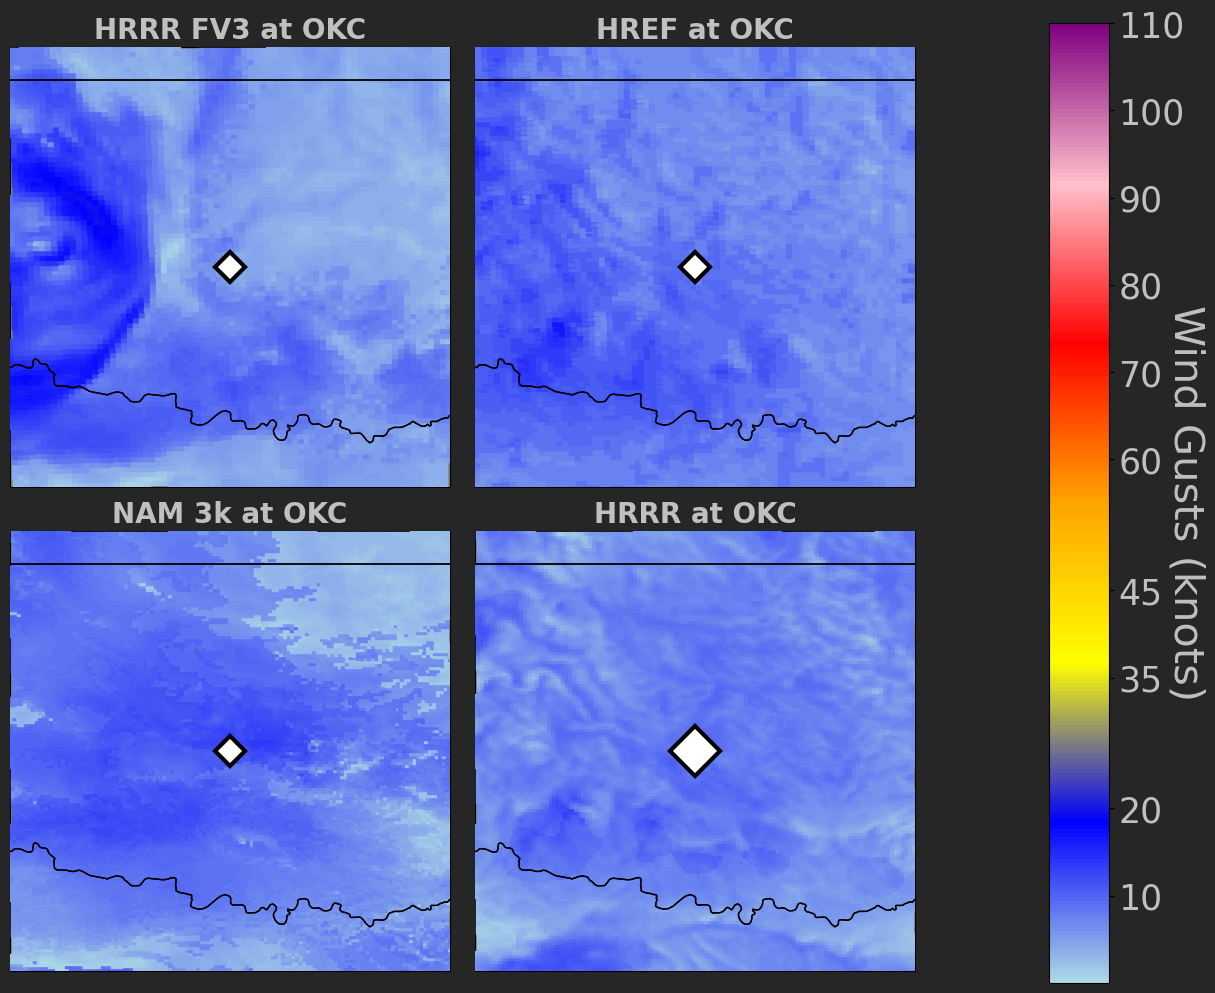 HRRR FV3 at OKC
HREF at OKC
NAM 3k at OKC
HRRR at OKC
110
100
90
80
70
60
45
35
20
10
Wind Gusts (knots)